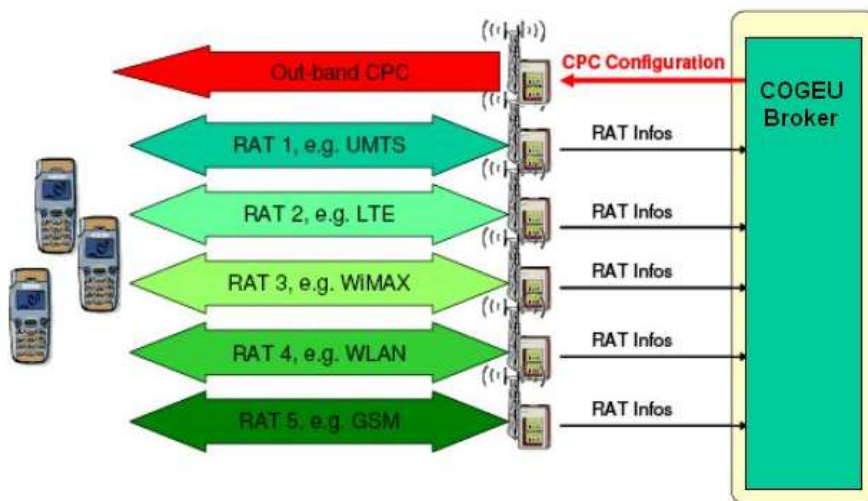 Out-band CPC
CPC Configuration
COGEU
Broker
RAT 1, e.g. UMTS
RAT Infos
RAT 2, e.g. LTE
RAT Infos
RAT 3, e.g. WiMAX
RAT Infos
RAT 4, e.g. WLAN
RAT Infos
RAT 5, e.g. GSM
RAT Infos